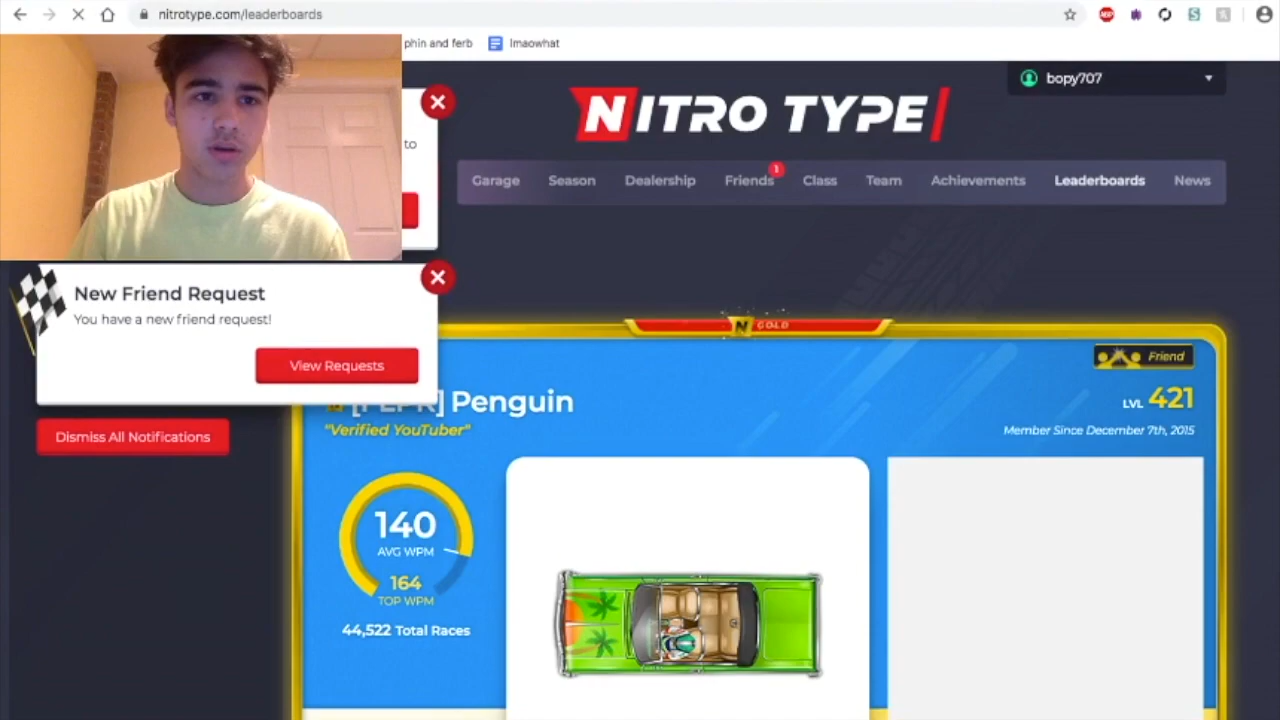 nitrotype.com/leaderboards
phin and ferb lmaowhat
bopy707
NITRO TYPE
to
Garage Season Dealership Friends 1 Class Team Achievements Leaderboards News
New Friend Request
You have a new friend request!
View Requests
Dismiss All Notifications
N GOLD
Friend
Penguin
"Verified YouTuber"
LVL 421
Member Since December 7th, 2015
140
AVG WPM
164
TOP WPM
44,522 Total Races